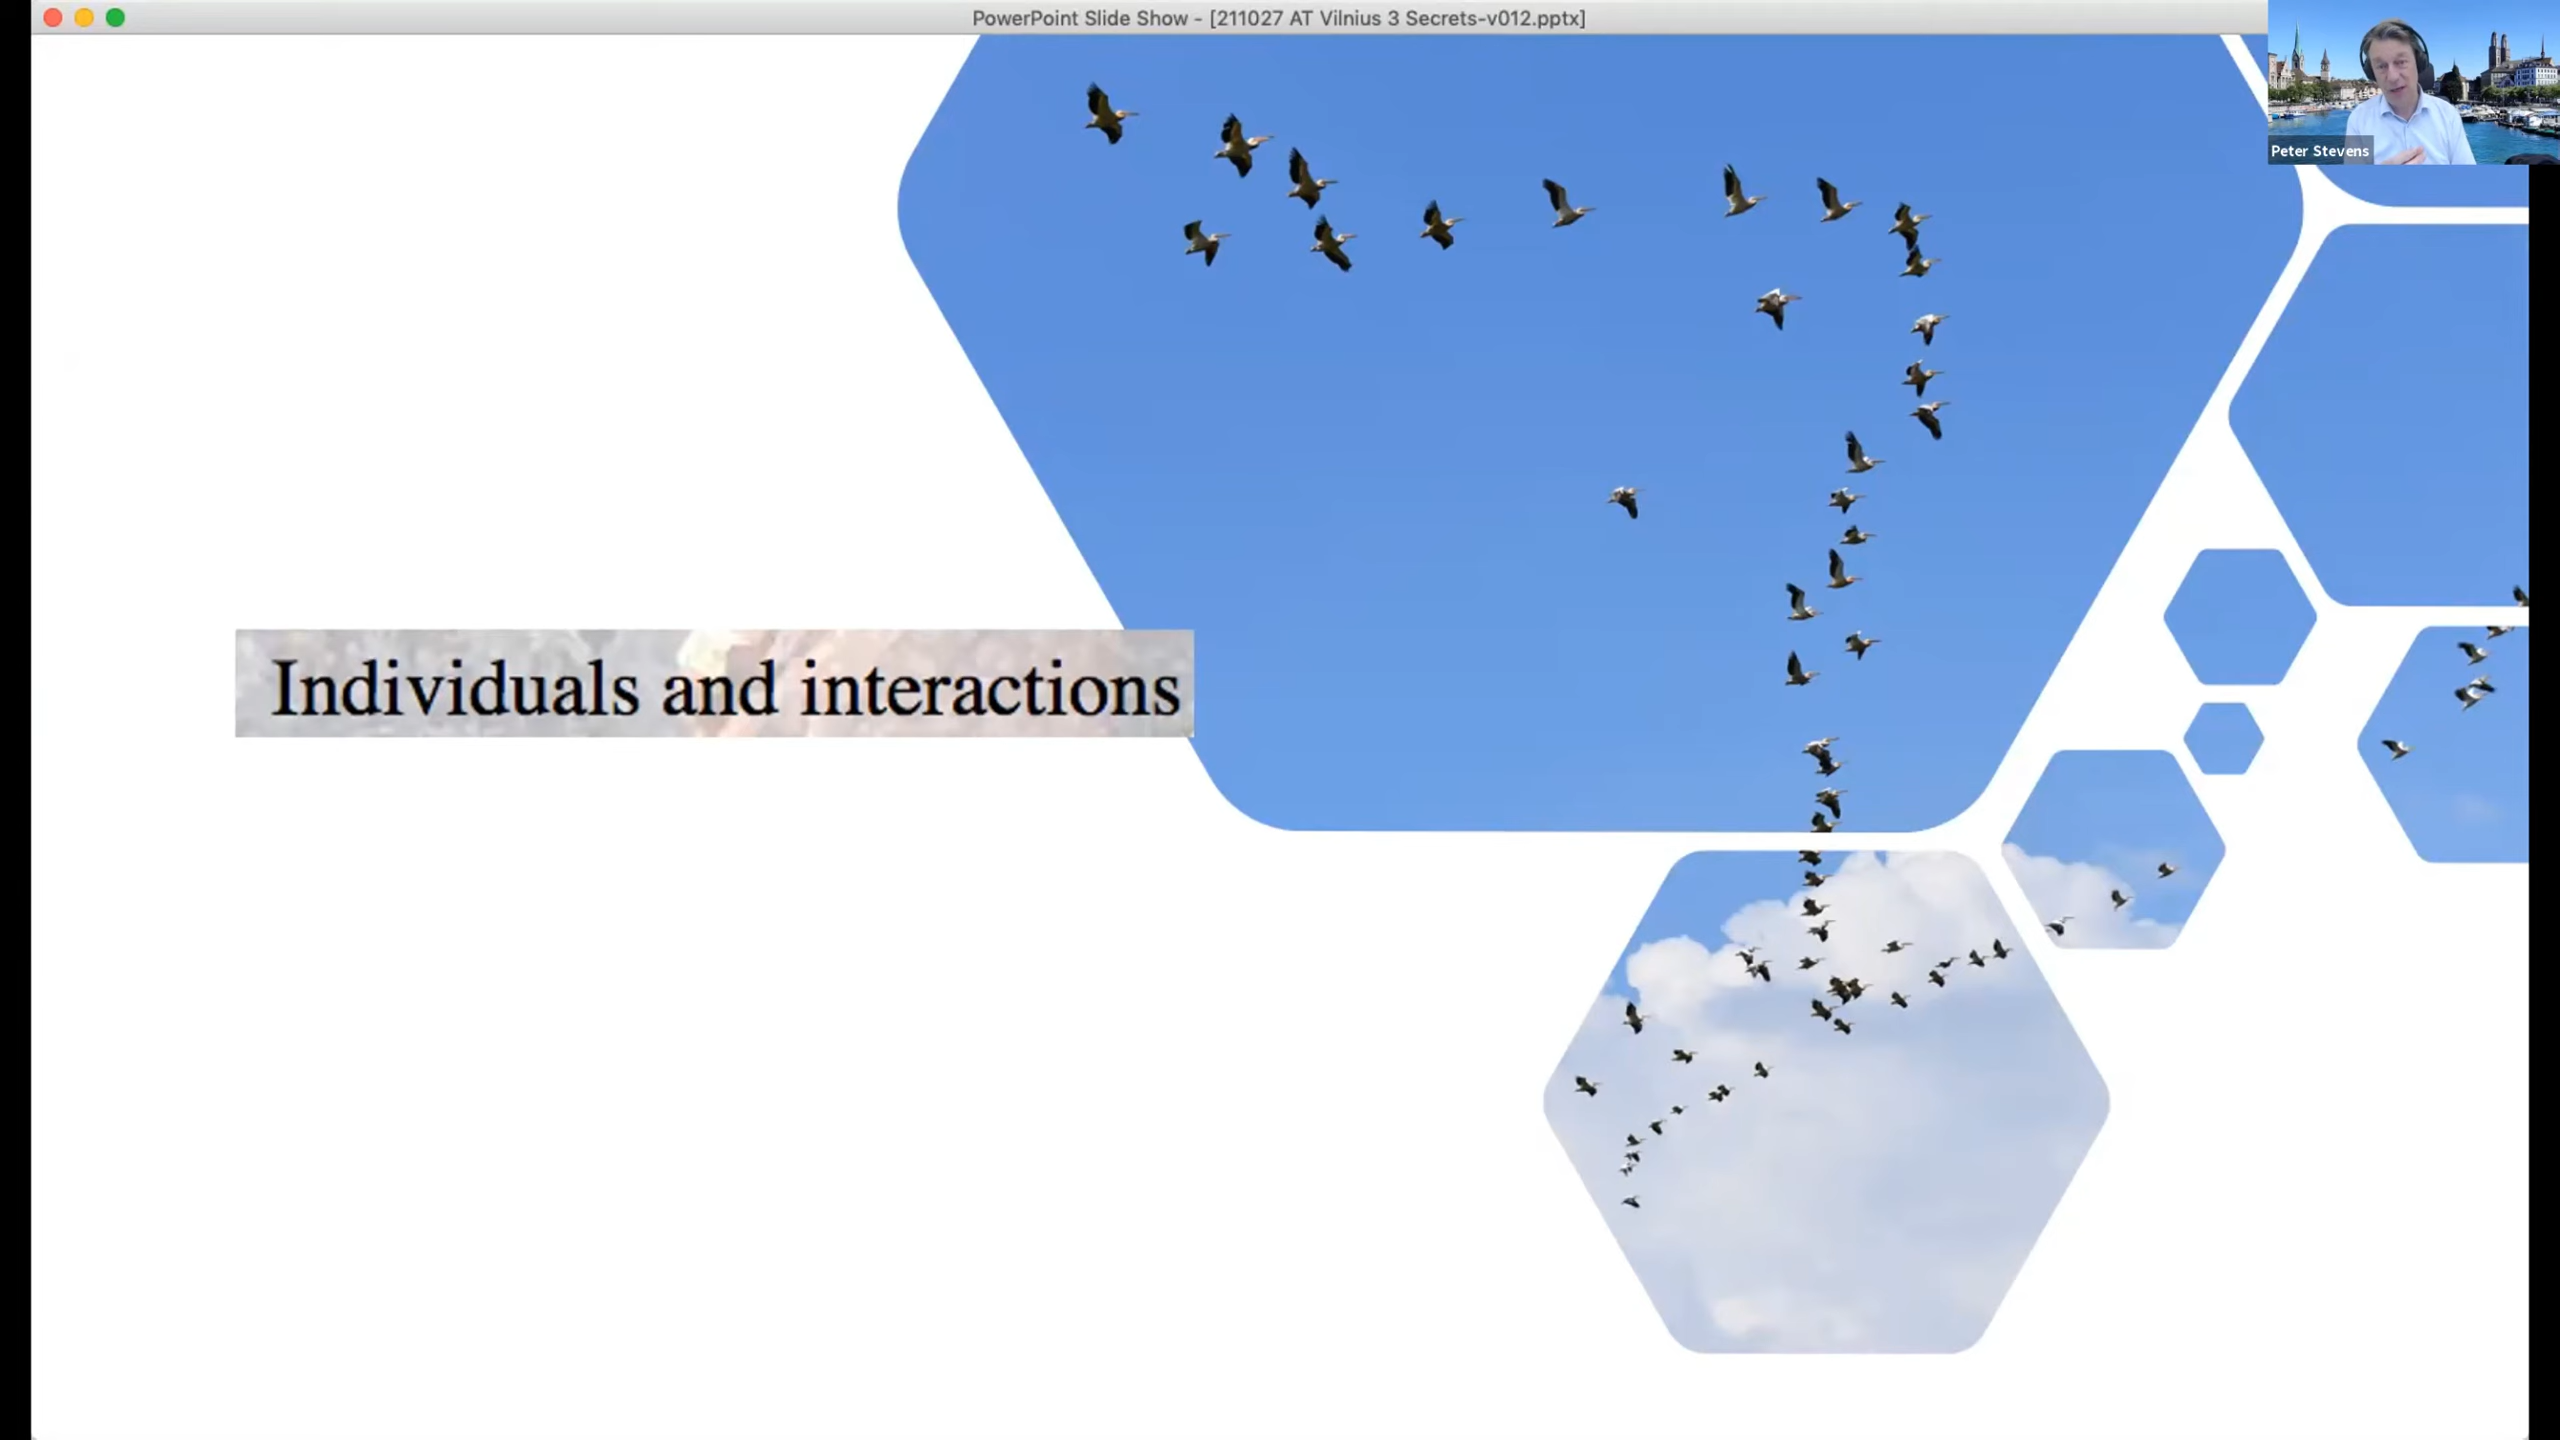 PowerPoint Slide Show - [211027 AT Vilnius 3 Secrets-v012.pptx]
Peter Stevens
Individuals and interactions